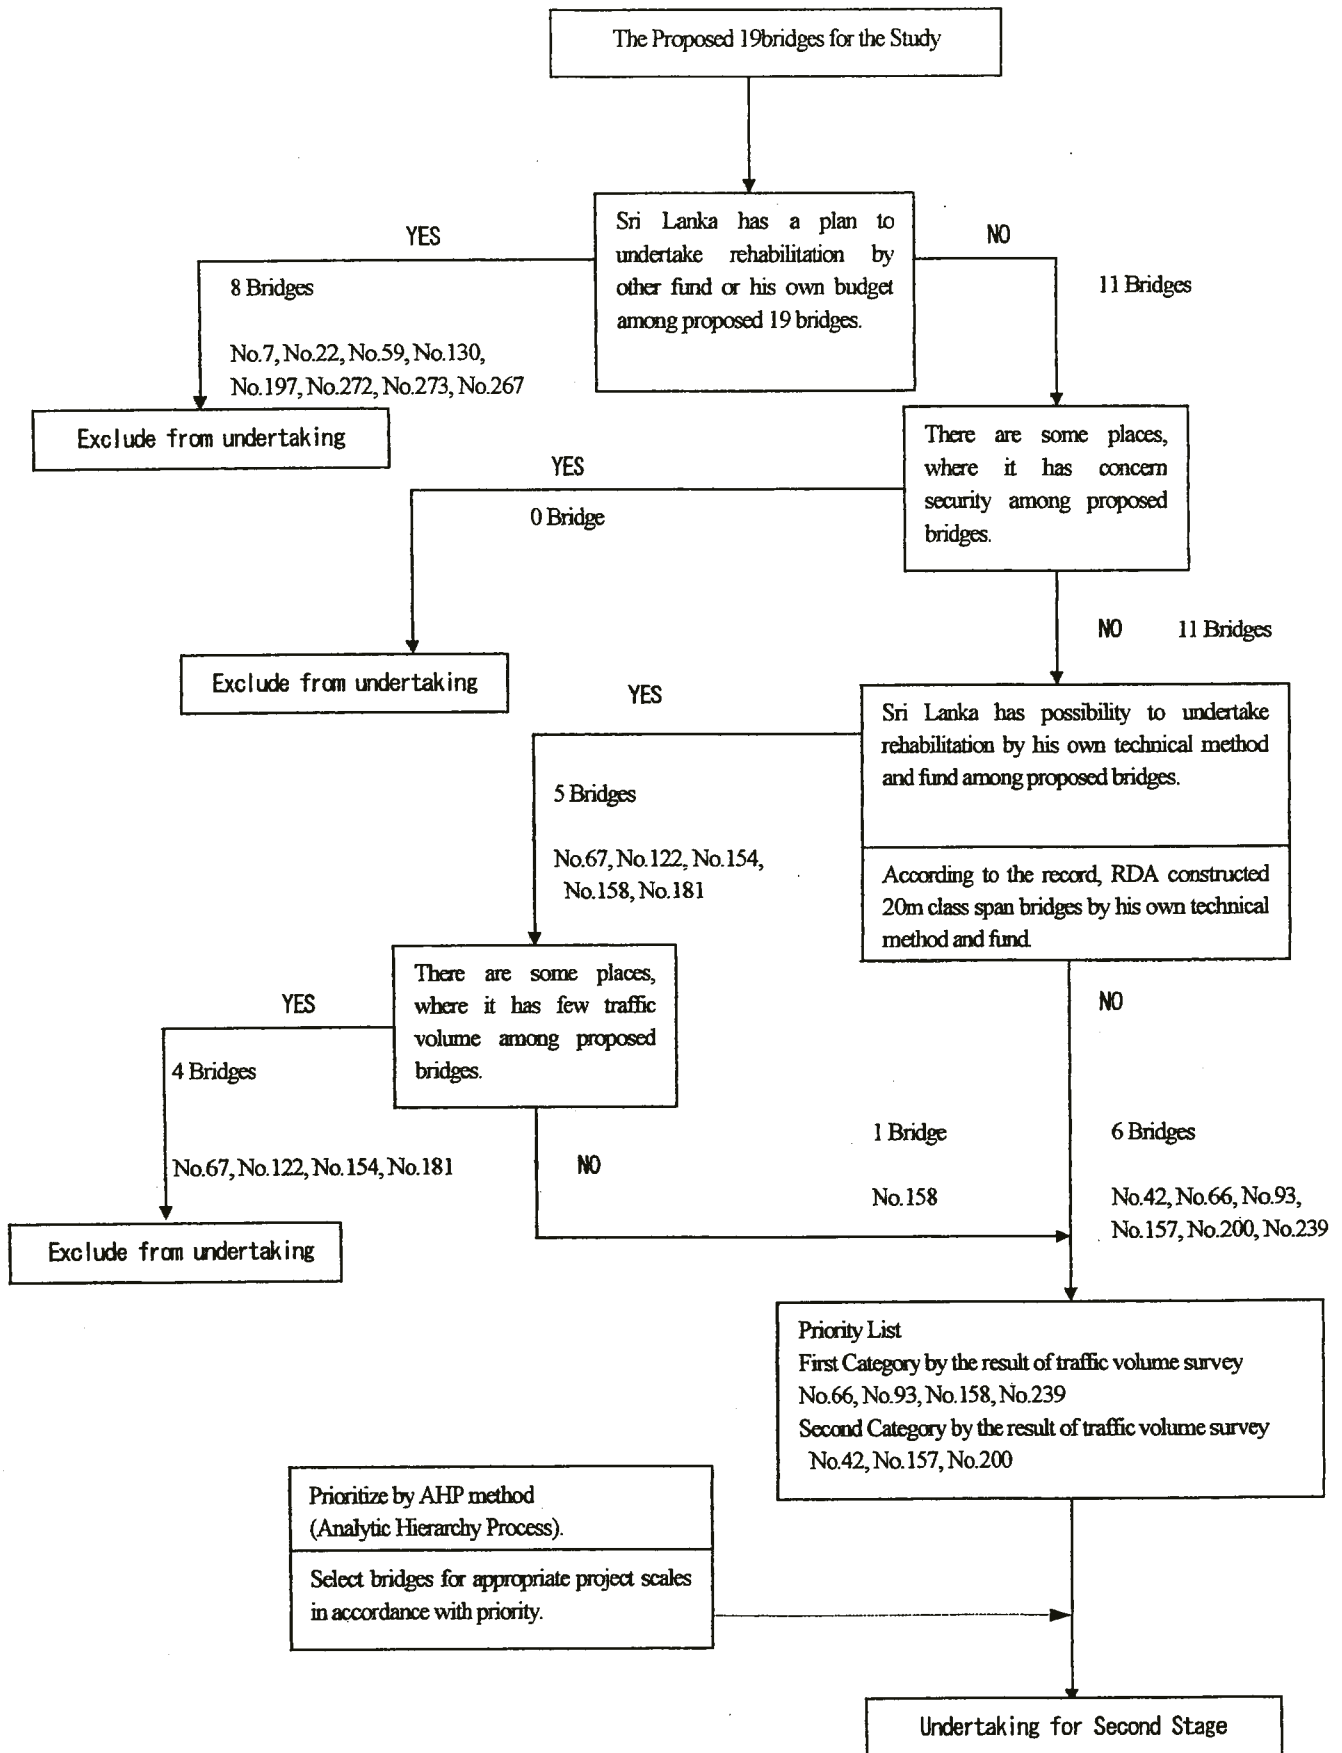 The Proposed 19bridges for the Study
YES
Sri Lanka has a plan to
undertake rehabilitation by
other fund or his own budget
among proposed 19 bridges.
NO
8 Bridges
11 Bridges
No.7, No.22, No.59, No.130,
No.197, No.272, No.273, No.267
Exclude from undertaking
There are some places,
where it has concern
security among proposed
bridges.
YES
0 Bridge
NO 11 Bridges
Exclude from undertaking
YES
Sri Lanka has possibility to undertake
rehabilitation by his own technical method
and fund among proposed bridges.
According to the record, RDA constructed
20m class span bridges by his own technical
method and fund.
5 Bridges
No.67, No.122, No.154,
No.158, No.181
There are some places,
where it has few traffic
volume among proposed
bridges.
YES
NO
4 Bridges
No.67, No.122, No.154, No.181
NO
1 Bridge
No.158
6 Bridges
No.42, No.66, No.93,
No.157, No.200, No.239
Exclude from undertaking
Priority List
First Category by the result of traffic volume survey
No.66, No.93, No.158, No.239
Second Category by the result of traffic volume survey
No.42, No.157, No.200
Prioritize by AHP method
(Analytic Hierarchy Process).
Select bridges for appropriate project scales
in accordance with priority.
Undertaking for Second Stage